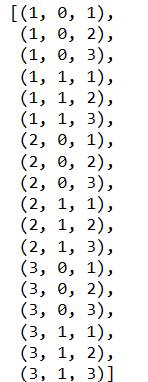 [(1, 0, 1),
(1, 0, 2),
(1, 0, 3),
(1, 1, 1),
(1, 1, 2),
(1, 1, 3),
(2, 0, 1),
(2, 0, 2),
(2, 0, 3),
(2, 1, 1),
(2, 1, 2),
(2, 1, 3),
(3, 0, 1),
(3, 0, 2),
(3, 0, 3),
(3, 1, 1),
(3, 1, 2),
(3, 1, 3)]